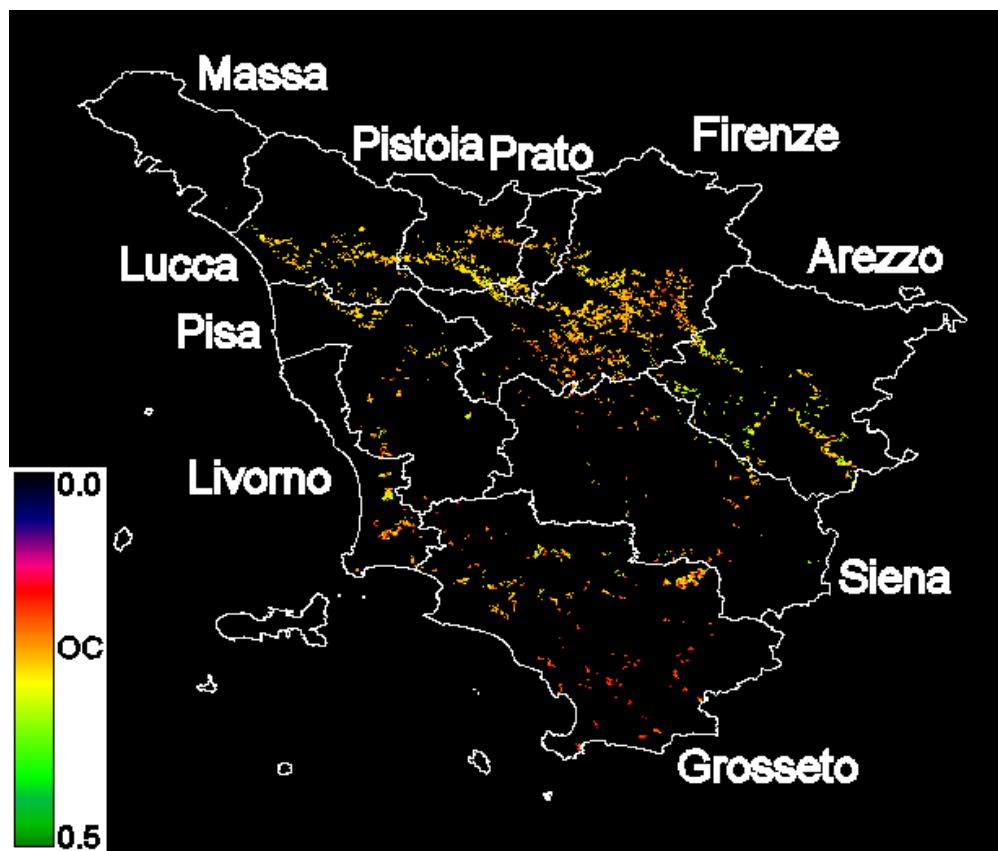 Massa
Pistoia
Prato
Firenze
Lucca
Arezzo
Pisa
Livorno
0.0
Siena
OC
Grosseto
0.5